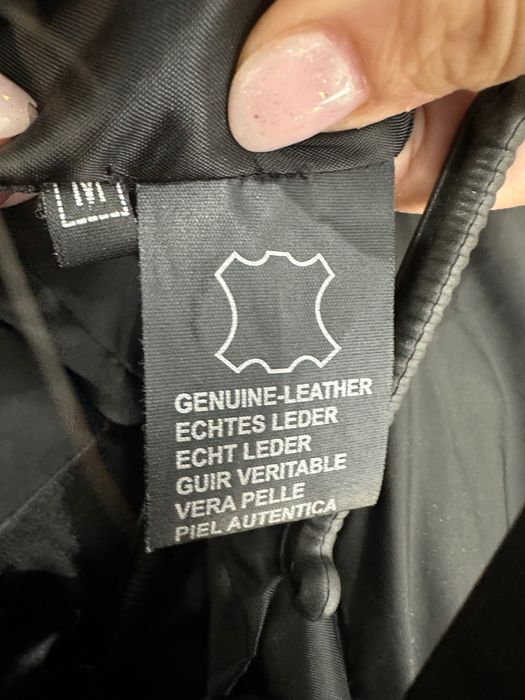 M
GENUINE-LEATHER
ECHTES LEDER
ECHT LEDER
GUIR VERITABLE
VERA PELLE
PIEL AUTENTICA